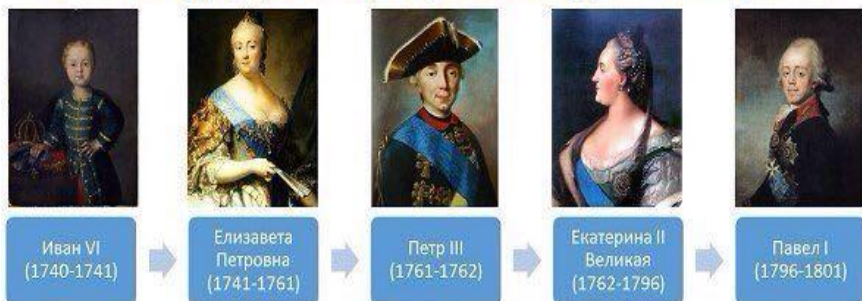 Иван VI
(1740-1741)
Елизавета
Петровна
(1741-1761)
Петр III
(1761-1762)
Екатерина II
Великая
(1762-1796)
Павел I
(1796-1801)